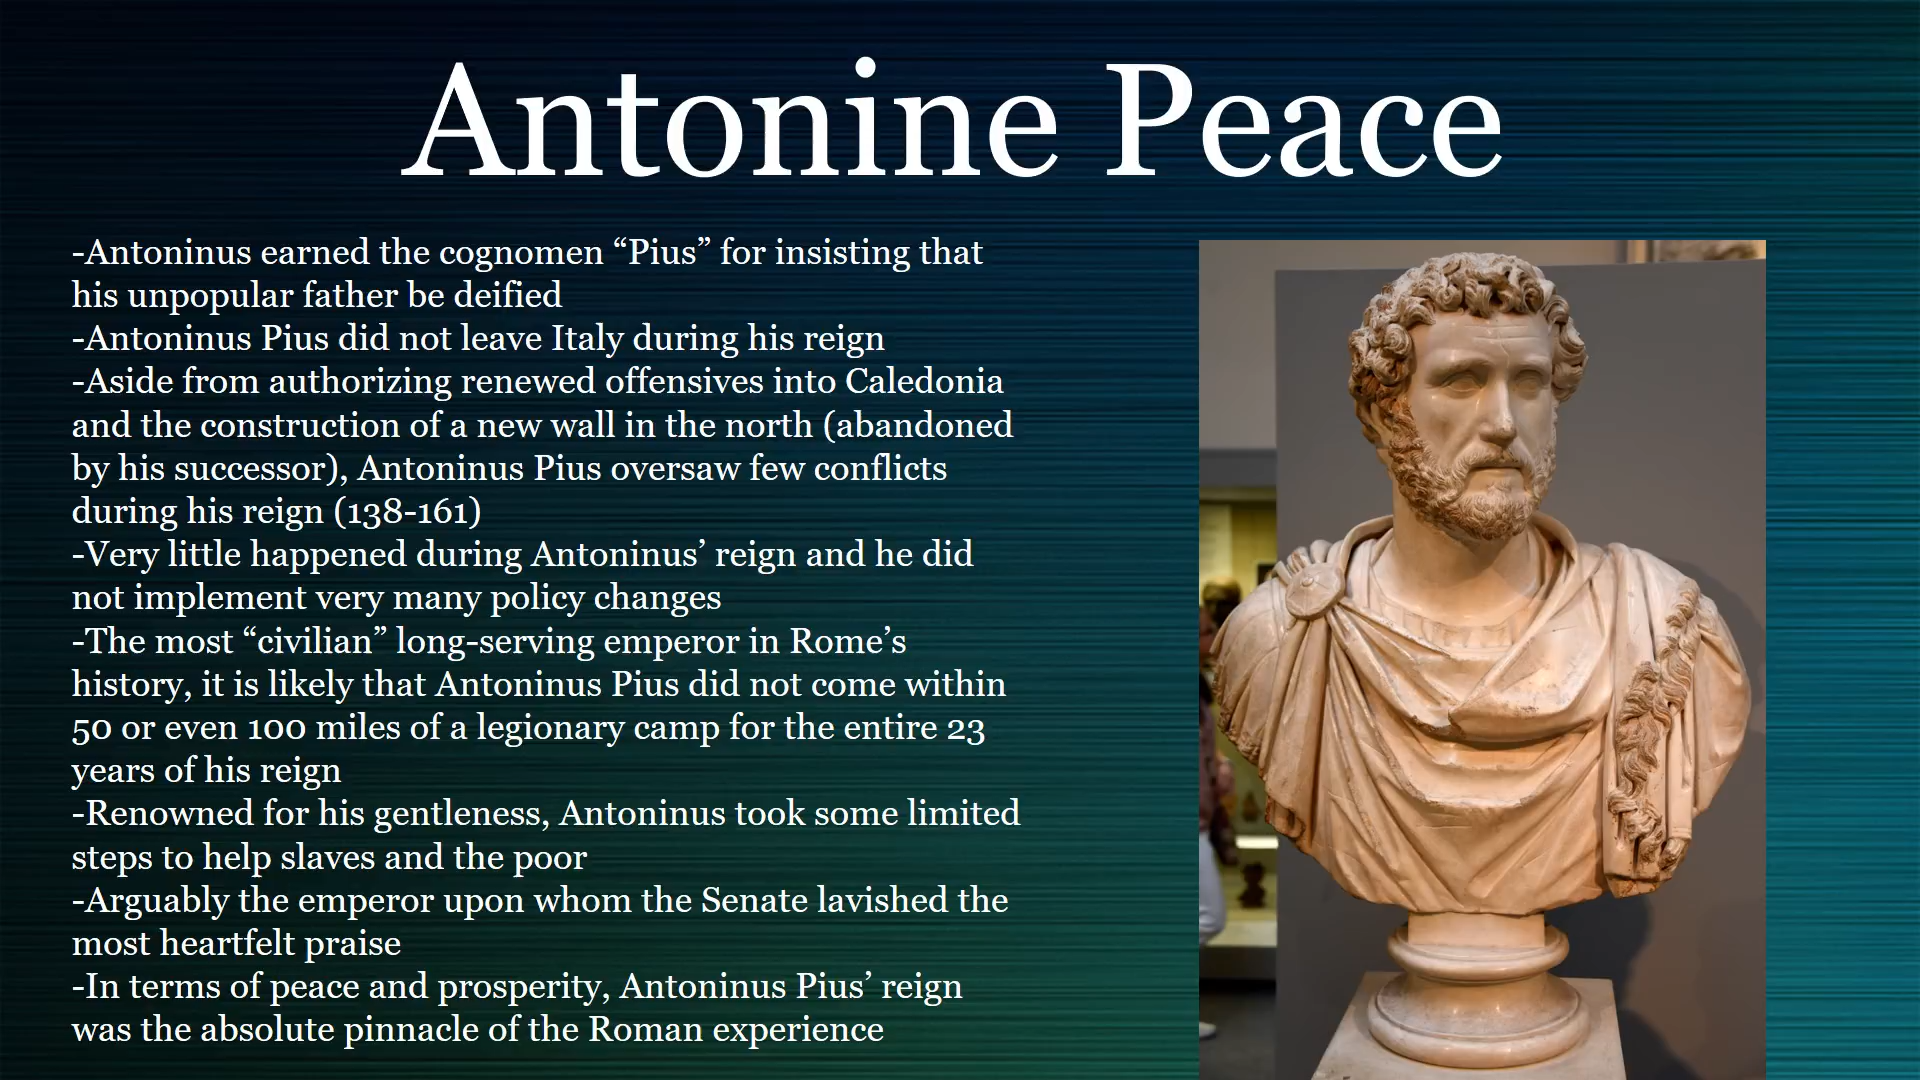 Antonine Peace
-Antoninus earned the cognomen “Pius” for insisting that
his unpopular father be deified
-Antoninus Pius did not leave Italy during his reign
-Aside from authorizing renewed offensives into Caledonia
and the construction of a new wall in the north (abandoned
by his successor), Antoninus Pius oversaw few conflicts
during his reign (138-161)
-Very little happened during Antoninus’ reign and he did
not implement very many policy changes
-The most “civilian” long-serving emperor in Rome’s
history, it is likely that Antoninus Pius did not come within
50 or even 100 miles of a legionary camp for the entire 23
years of his reign
-Renowned for his gentleness, Antoninus took some limited
steps to help slaves and the poor
-Arguably the emperor upon whom the Senate lavished the
most heartfelt praise
-In terms of peace and prosperity, Antoninus Pius’ reign
was the absolute pinnacle of the Roman experience